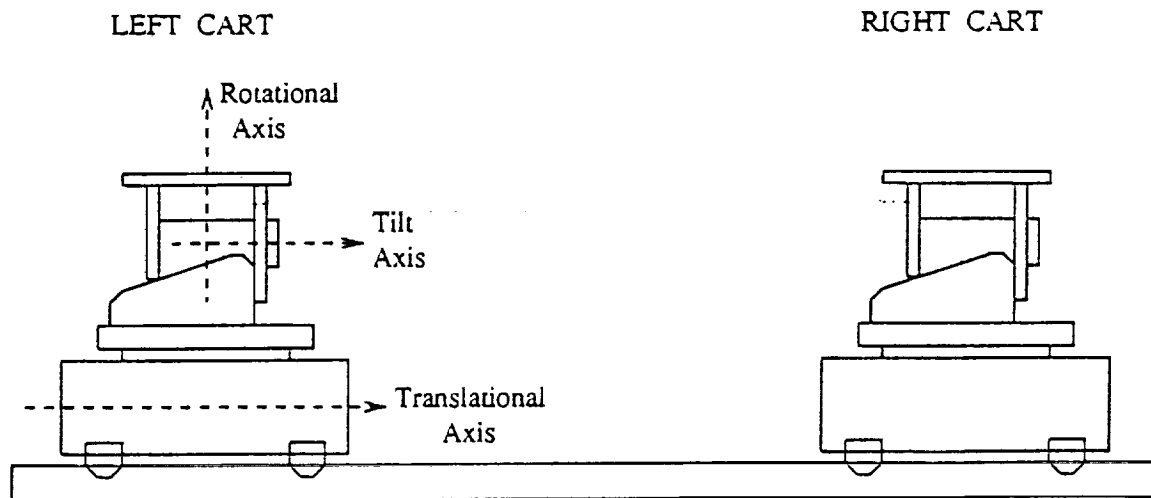 LEFT CART
RIGHT CART
Rotational
Axis
Tilt
Axis
Translational
Axis